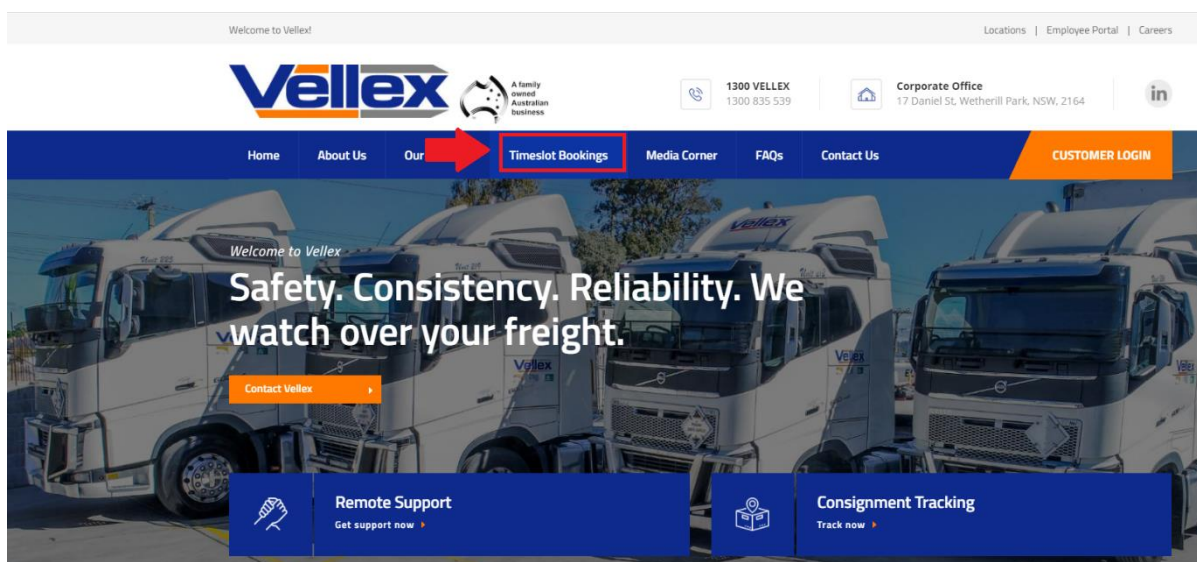 Welcome to Vellex!
Locations | Employee Portal | Careers
Vellex
A family
owned
Australian
business
1300 VELLEX
1300 835 539
Corporate Office
17 Daniel St, Wetherill Park, NSW, 2164
in
Home About Us Our Timeslot Bookings Media Corner FAQs Contact Us CUSTOMER LOGIN
Vellex
Welcome to Vellex
Safety. Consistency. Reliability. We
watch over your freight.
Vellex
Vellex
Contact Vellex
Remote Support
Get support now
Consignment Tracking
Track now